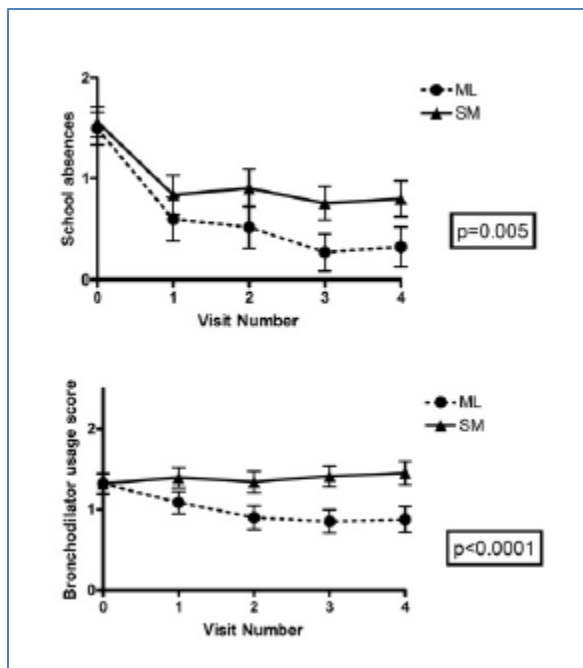 2
ML
SM
School absences
1
p=0.005
0
0 1 2 3 4
Visit Number
ML
SM
Bronchodilator usage score
2
1
p<0.0001
0
0 1 2 3 4
Visit Number